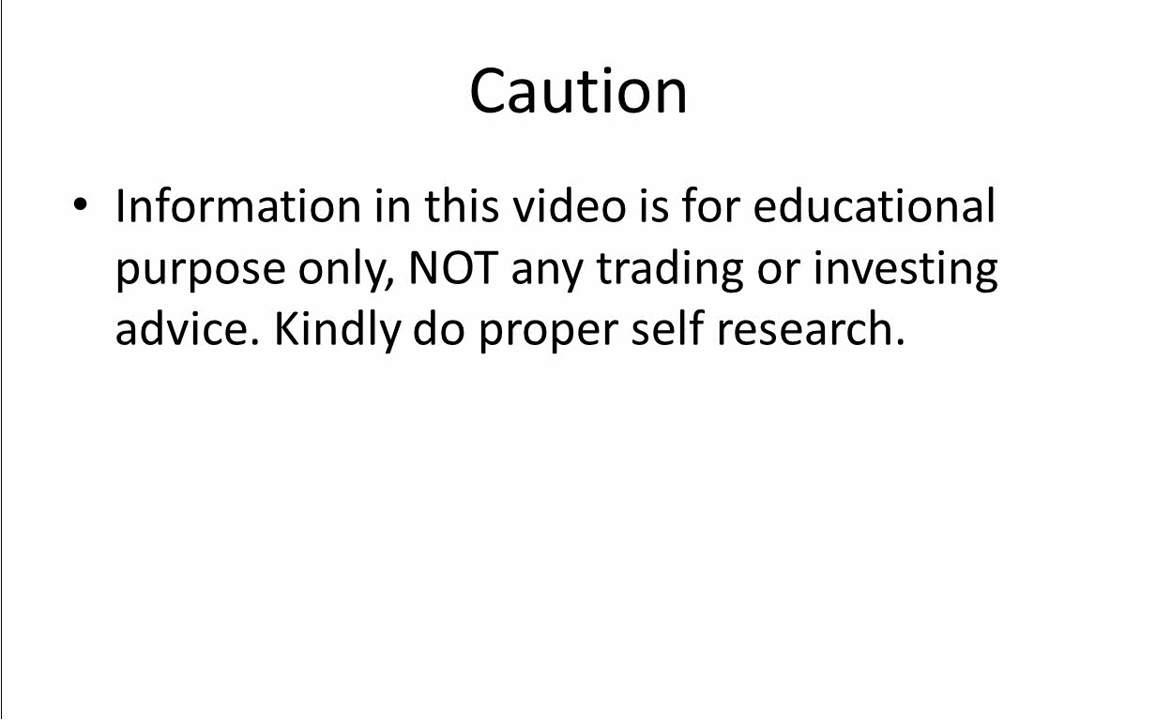 Caution
• Information in this video is for educational
purpose only, NOT any trading or investing
advice. Kindly do proper self research.